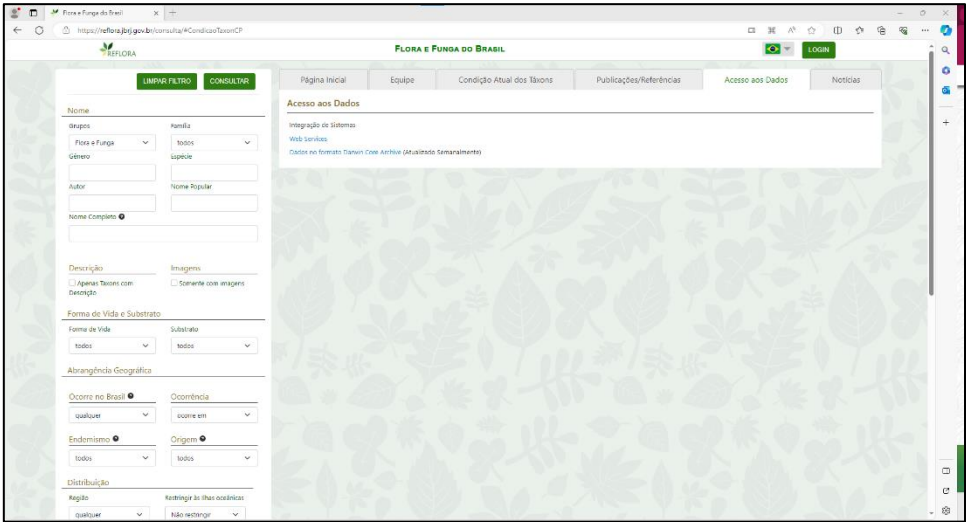 Flora e Funga do Brasil
https://reflora.jbrj.gov.br/consulta/#CondicaoTaxonCP
REFLORA
FLORA E FUNGA DO BRASIL
LOGIN
LIMPAR FILTRO
CONSULTAR
Página Inicial
Equipe
Condição Atual dos Táxons
Publicações/Referências
Acesso aos Dados
Notícias
Acesso aos Dados
Integração de Sistemas
Web Services
Dados no formato Darwin Core Archive (Atualizado Semanalmente)
Nome
Grupos
Família
Flora e Funga
todos
Gênero
Espécie
Autor
Nome Popular
Nome Completo
Descrição
Imagens
Apenas Táxons com
Descrição
Somente com imagens
Forma de Vida e Substrato
Forma de Vida
Substrato
todos
todos
Abrangência Geográfica
Ocorre no Brasil
Ocorrência
qualquer
ocorre em
Endemismo
Origem
todos
todos
Distribuição
Região
Restringir às ilhas oceânicas
qualquer
Não restringir